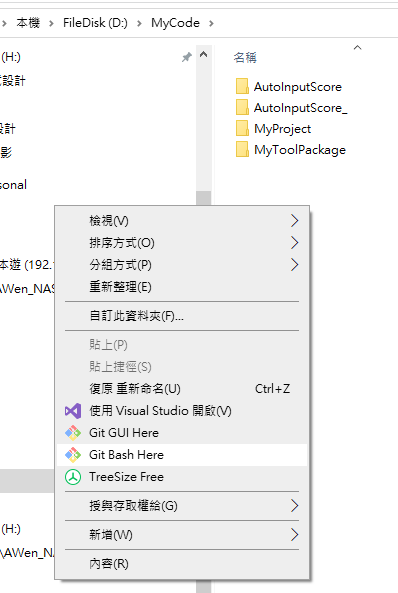 本機 > FileDisk (D:) > MyCode >
(H:)
設計
設計
影
sonal
本遊 (192.1
AWen_NAS
(H:)
\AWen_NAS
名稱
AutoInputScore
AutoInputScore_
MyProject
MyToolPackage
檢視(V)
排序方式(O)
分組方式(P)
重新整理(E)
自訂此資料夾(F)...
貼上(P)
貼上捷徑(S)
復原 重新命名(U) Ctrl+Z
使用 Visual Studio 開啟(V)
Git GUI Here
Git Bash Here
TreeSize Free
授與存取權給(G)
新增(W)
內容(R)